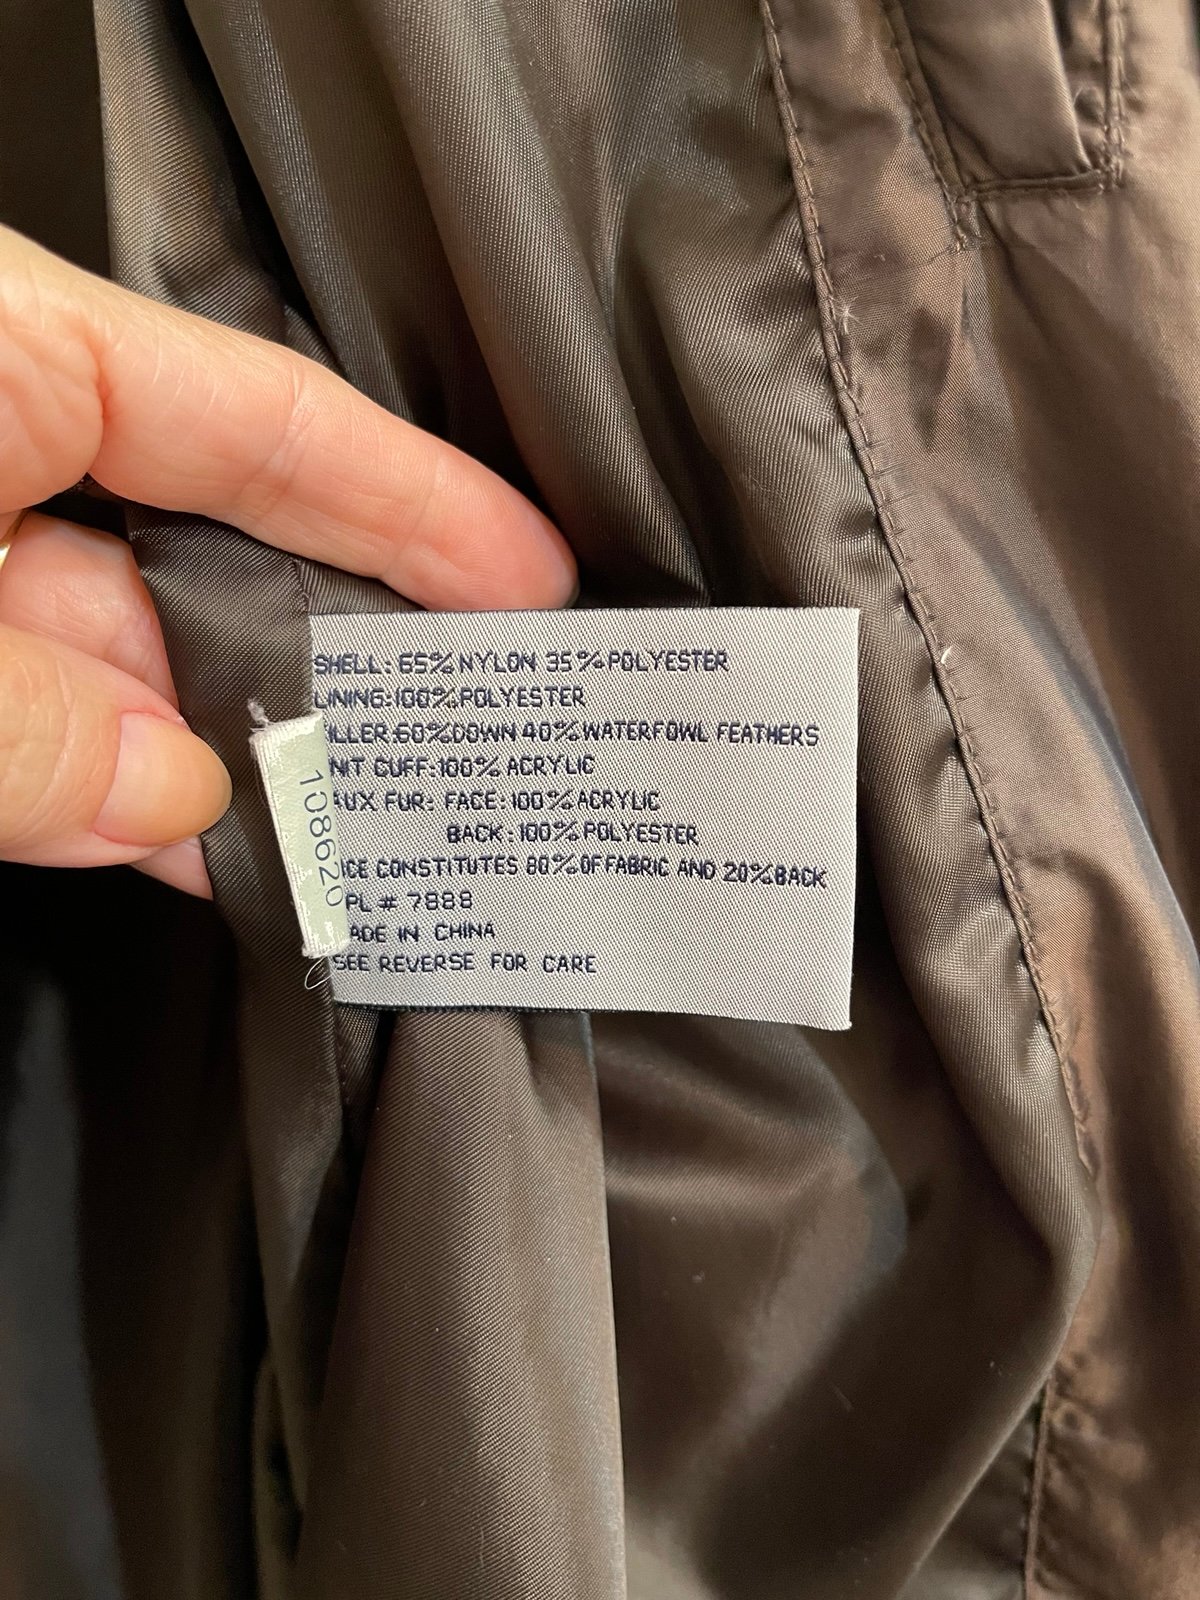 SHELL: 65% NYLON 35% POLYESTER
LINING:100% POLYESTER
ILLER:60%DOWN 40% WATERFOWL FEATHERS
NIT CUFF:100% ACRYLIC
AUX FUR: FACE:100% ACRYLIC
BACK:100% POLYESTER
CE CONSTITUTES 80% OF FABRIC AND 20% BACK
PL # 7888
ADE IN CHINA
SEE REVERSE FOR CARE
108620